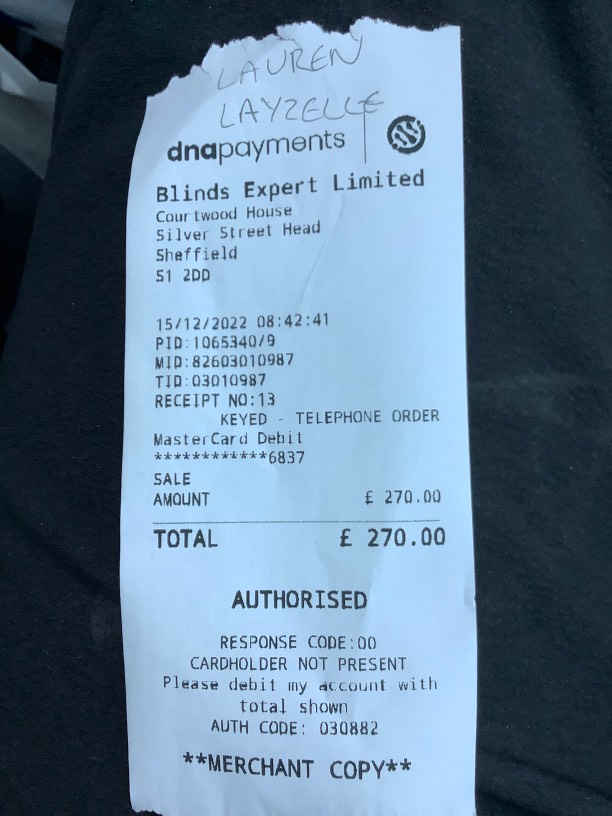 LAUREN
LAYZELLE
dnapayments
Blinds Expert Limited
Courtwood House
Silver Street Head
Sheffield
S1 2DD
15/12/2022 08:42:41
PID:1065340/9
MID:82603010987
TID:03010987
RECEIPT NO:13
KEYED - TELEPHONE ORDER
MasterCard Debit
************6837
SALE
AMOUNT £ 270.00
TOTAL £ 270.00
AUTHORISED
RESPONSE CODE:00
CARDHOLDER NOT PRESENT
Please debit my account with
total shown
AUTH CODE: 030882
**MERCHANT COPY**